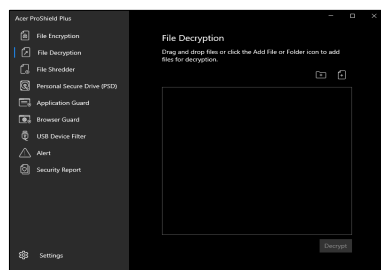 Acer ProShield Plus
File Encryption
File Decryption
File Shredder
Personal Secure Drive (PSD)
Application Guard
Browser Guard
USB Device Filter
Alert
Security Report
Settings
File Decryption
Drag and drop files or click the Add File or Folder icon to add
files for decryption.
Decrypt